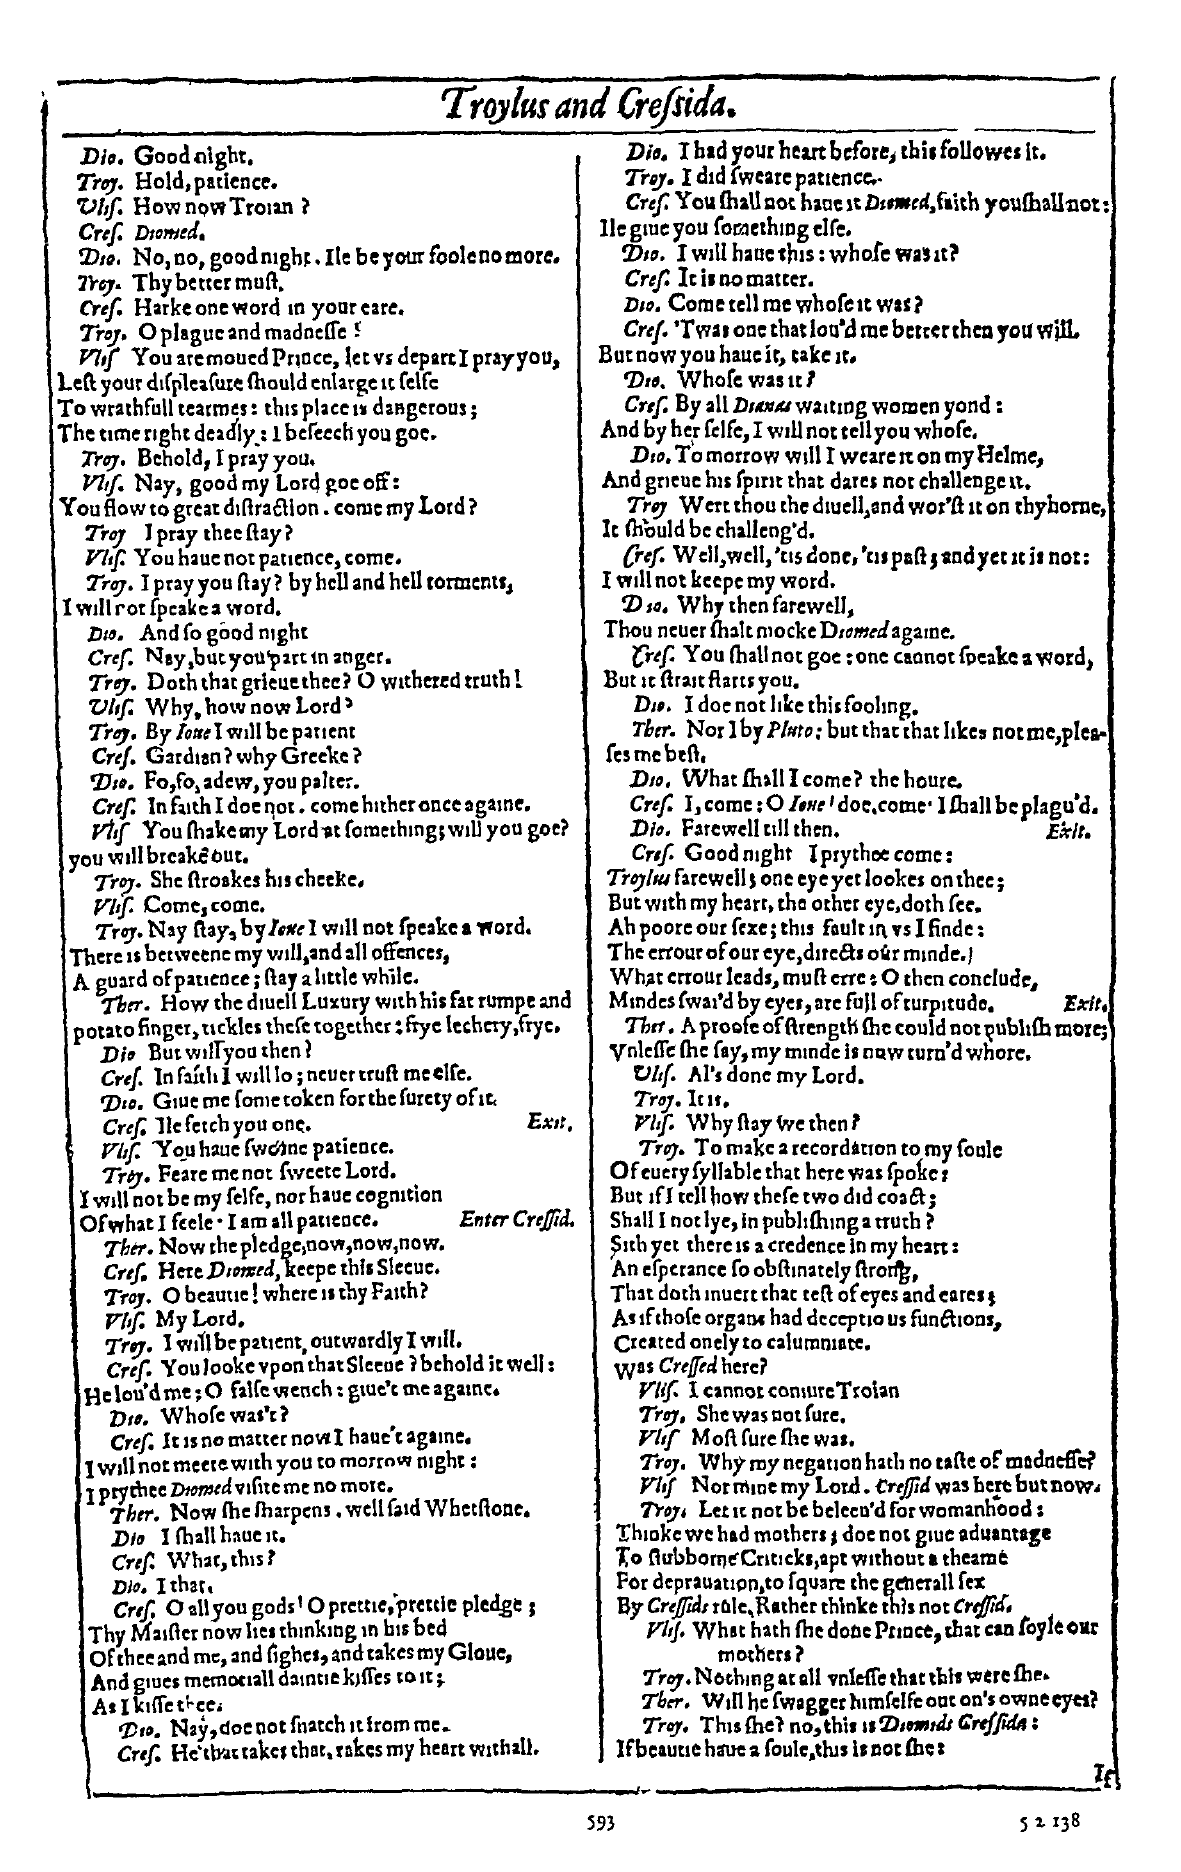 Troylus and Creſsida.
Dio. Good night.
Troy. Hold, patience.
Vliſ. How now Troian ?
Creſ. Diomed.
Dio. No, no, good night. Ile be your foole no more.
Troy. Thy better muſt.
Creſ. Harke one word in your eare.
Troy. O plague and madneſſe !
Vliſ You are moued Prince, let vs depart I pray you,
Leſt your diſpleaſure ſhould enlarge it ſelfe
To wrathfull tearmes: this place is dangerous;
The time right deadly: I beſeech you goe.
Troy. Behold, I pray you.
Vliſ. Nay, good my Lord goe off:
You flow to great diſtraction. come my Lord?
Troy I pray thee ſtay?
Vliſ. You haue not patience, come.
Troy. I pray you ſtay? by hell and hell torments,
I will not ſpeake a word.
Dio. And ſo good night
Creſ. Nay, but you part in anger.
Troy. Doth that grieue thee? O withered truth!
Vliſ. Why, how now Lord?
Troy. By Ioue I will be patient
Creſ. Gardian? why Greeke?
Dio. Fo, fo, adew, you palter.
Creſ. In faith I doe not. come hither once againe.
Vliſ You ſhake my Lord at ſomething; will you goe?
you will breake out.
Troy. She ſtroakes his cheeke.
Vliſ. Come, come.
Troy. Nay ſtay, by Ioue I will not ſpeake a word.
There is betweene my will, and all offences,
A guard of patience; ſtay a little while.
Ther. How the diuell Luxury with his fat rumpe and
potato finger, tickles theſe together: frye lechery, frye.
Dio But will you then?
Creſ. In faith I will lo; neuer truſt me elſe.
Dio. Giue me ſome token for the ſurety of it.
Creſ. Ile fetch you one. Exit.
Vliſ. You haue ſworne patience.
Troy. Feare me not ſweete Lord.
I will not be my ſelfe, nor haue cognition
Of what I feele. I am all patience. Enter Creſſid.
Ther. Now the pledge, now, now, now.
Creſ. Here Diomed, keepe this Sleeue.
Troy. O beautie! where is thy Faith?
Vliſ. My Lord.
Troy. I will be patient, outwardly I will.
Creſ. You looke vpon that Sleeue ? behold it well:
He lou'd me; O falſe wench: giue't me againe.
Dio. Whoſe was't?
Creſ. It is no matter now I haue't againe.
I will not meete with you to morrow night:
I prythee Diomed viſite me no more.
Ther. Now ſhe ſharpens. well ſaid Whetſtone.
Dio I ſhall haue it.
Creſ. What, this?
Dio. I that.
Creſ. O all you gods! O prettie, prettie pledge;
Thy Maiſter now lies thinking in his bed
Of thee and me, and ſighes, and takes my Gloue,
And giues memoriall daintie kiſſes to it;
As I kiſſe thee.
Dio. Nay, doe not ſnatch it from me.
Creſ. He that takes that, takes my heart withall.
Dio. I had your heart before, this followes it.
Troy. I did ſweare patience.
Creſ. You ſhall not haue it Diomed, faith you ſhall not:
Ile giue you ſomething elſe.
Dio. I will haue this: whoſe was it?
Creſ. It is no matter.
Dio. Come tell me whoſe it was?
Creſ. 'Twas one that lou'd me better then you will.
But now you haue it, take it.
Dio. Whoſe was it?
Creſ. By all Dianas waiting women yond:
And by her ſelfe, I will not tell you whoſe.
Dio. To morrow will I weare it on my Helme,
And grieue his ſpirit that dares not challenge it.
Troy Wert thou the diuell, and wor'ſt it on thy horne,
It ſhould be challeng'd.
Creſ. Well, well, 'tis done, 'tis paſt; and yet it is not:
I will not keepe my word.
Dio. Why then farewell,
Thou neuer ſhalt mocke Diomed againe.
Creſ. You ſhall not goe: one cannot ſpeake a word,
But it ſtrait ſtarts you.
Dio. I doe not like this fooling.
Ther. Nor I by Pluto: but that that likes not me, plea-
ſes me beſt.
Dio. What ſhall I come? the houre.
Creſ. I, come: O Ioue! doe, come. I ſhall be plagu'd.
Dio. Farewell till then. Exit.
Creſ. Good night I prythee come:
Troylus farewell; one eye yet lookes on thee;
But with my heart, the other eye, doth ſee.
Ah poore our ſexe; this fault in vs I finde:
The errour of our eye, directs our minde.
What errour leads, muſt erre: O then conclude,
Mindes ſwai'd by eyes, are full of turpitude. Exit.
Ther. A proofe of ſtrength ſhe could not publiſh more;
Vnleſſe ſhe ſay, my minde is now turn'd whore.
Vliſ. Al's done my Lord.
Troy. It is.
Vliſ. Why ſtay we then?
Troy. To make a recordation to my ſoule
Of euery ſyllable that here was ſpoke:
But if I tell how theſe two did coact;
Shall I not lye, in publiſhing a truth?
Sith yet there is a credence in my heart:
An eſperance ſo obſtinately ſtrong,
That doth inuert that teſt of eyes and eares;
As if thoſe organs had deceptious functions,
Created onely to calumniate.
Was Creſſed here?
Vliſ. I cannot coniure Troian
Troy. She was not ſure.
Vliſ Moſt ſure ſhe was.
Troy. Why my negation hath no taſte of madneſſe?
Vliſ Nor mine my Lord. Creſſid was here but now.
Troy. Let it not be beleeu'd for womanhood:
Thinke we had mothers; doe not giue aduantage
To ſtubborne Criticks, apt without a theame
For deprauation, to ſquare the generall ſex
By Creſſids rule. Rather thinke this not Creſſid.
Vliſ. What hath ſhe done Prince, that can ſoyle our
mothers?
Troy. Nothing at all vnleſſe that this were ſhe.
Ther. Will he ſwagger himſelfe out on's owne eyes?
Troy. This ſhe? no, this is Diomids Creſſida:
If beautie haue a ſoule, this is not ſhe:
If
593
5 2 138